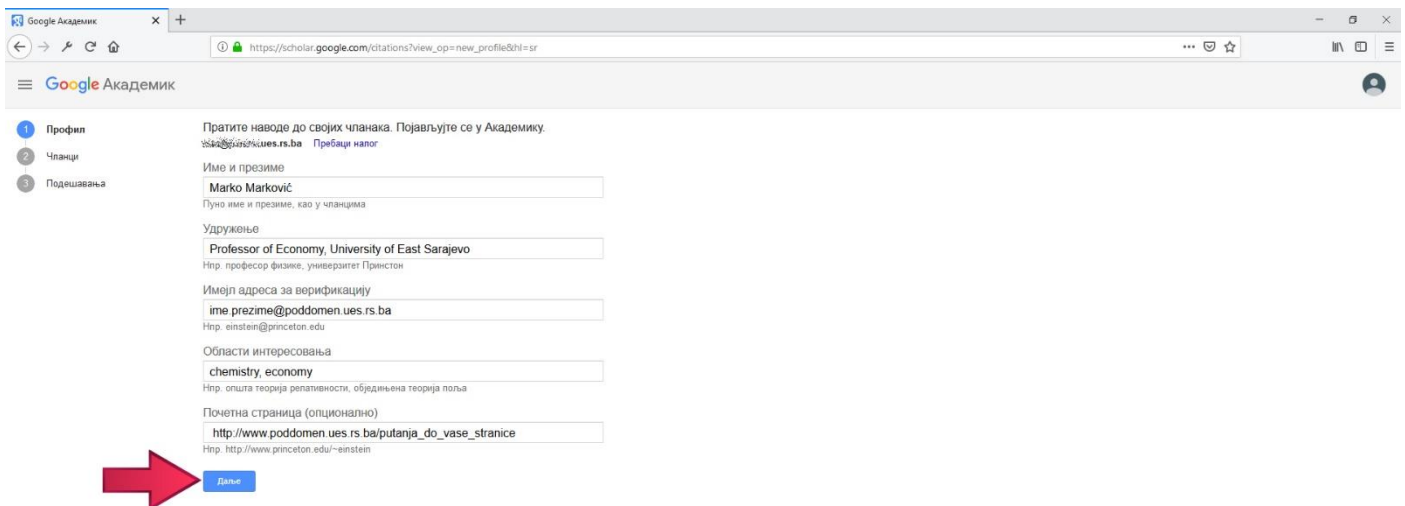 Google Академик
https://scholar.google.com/citations?view_op=new_profile&hl=sr
Google Академик
1 Профил
2 Чланци
3 Подешавања
Пратите наводе до својих чланака. Појављујте се у Академику.
ues.rs.ba Пребаци налог
Име и презиме
Marko Marković
Пуно име и презиме, као у чланцима
Удружење
Professor of Economy, University of East Sarajevo
Нпр. професор физике, универзитет Принстон
Имејл адреса за верификацију
ime.prezime@poddomen.ues.rs.ba
Нпр. einstein@princeton.edu
Области интересовања
chemistry, economy
Нпр. општа теорија релативности, обједињена теорија поља
Почетна страница (опционално)
http://www.poddomen.ues.rs.ba/putanja_do_vase_stranice
Нпр. http://www.princeton.edu/~einstein
Даље